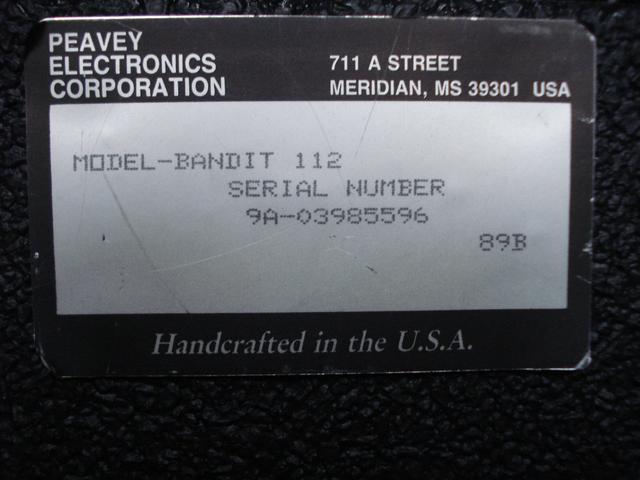 PEAVEY
ELECTRONICS
CORPORATION
711 A STREET
MERIDIAN, MS 39301 USA
MODEL-BANDIT 112
SERIAL NUMBER
9A-03985596
89B
Handcrafted in the U.S.A.